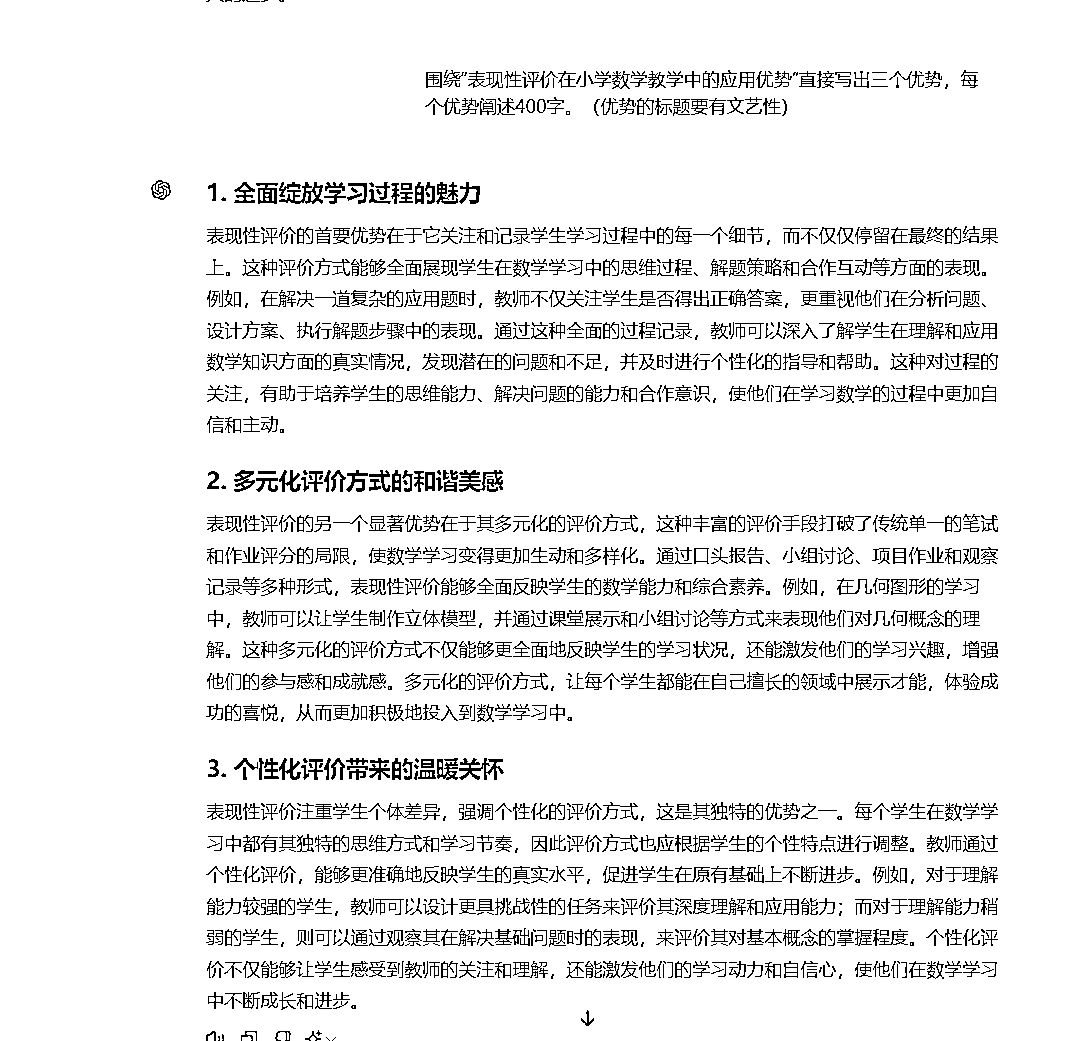 围绕"表现性评价在小学数学教学中的应用优势"直接写出三个优势，每
个优势阐述400字。（优势的标题要有文艺性）
1. 全面绽放学习过程的魅力
表现性评价的首要优势在于它关注和记录学生学习过程中的每一个细节，而不仅仅停留在最终的结果
上。这种评价方式能够全面展现学生在数学学习中的思维过程、解题策略和合作互动等方面的表现。
例如，在解决一道复杂的应用题时，教师不仅关注学生是否得出正确答案，更重视他们在分析问题、
设计方案、执行解题步骤中的表现。通过这种全面的过程记录，教师可以深入了解学生在理解和应用
数学知识方面的真实情况，发现潜在的问题和不足，并及时进行个性化的指导和帮助。这种对过程的
关注，有助于培养学生的思维能力、解决问题的能力和合作意识，使他们在学习数学的过程中更加自
信和主动。
2. 多元化评价方式的和谐美感
表现性评价的另一个显著优势在于其多元化的评价方式，这种丰富的评价手段打破了传统单一的笔试
和作业评分的局限，使数学学习变得更加生动和多样化。通过口头报告、小组讨论、项目作业和观察
记录等多种形式，表现性评价能够全面反映学生的数学能力和综合素养。例如，在几何图形的学习
中，教师可以让学生制作立体模型，并通过课堂展示和小组讨论等方式来表现他们对几何概念的理
解。这种多元化的评价方式不仅能够更全面地反映学生的学习状况，还能激发他们的学习兴趣，增强
他们的参与感和成就感。多元化的评价方式，让每个学生都能在自己擅长的领域中展示才能，体验成
功的喜悦，从而更加积极地投入到数学学习中。
3. 个性化评价带来的温暖关怀
表现性评价注重学生个体差异，强调个性化的评价方式，这是其独特的优势之一。每个学生在数学学
习中都有其独特的思维方式和学习节奏，因此评价方式也应根据学生的个性特点进行调整。教师通过
个性化评价，能够更准确地反映学生的真实水平，促进学生在原有基础上不断进步。例如，对于理解
能力较强的学生，教师可以设计更具挑战性的任务来评价其深度理解和应用能力；而对于理解能力稍
弱的学生，则可以通过观察其在解决基础问题时的表现，来评价其对基本概念的掌握程度。个性化评
价不仅能够让学生感受到教师的关注和理解，还能激发他们的学习动力和自信心，使他们在数学学习
中不断成长和进步。